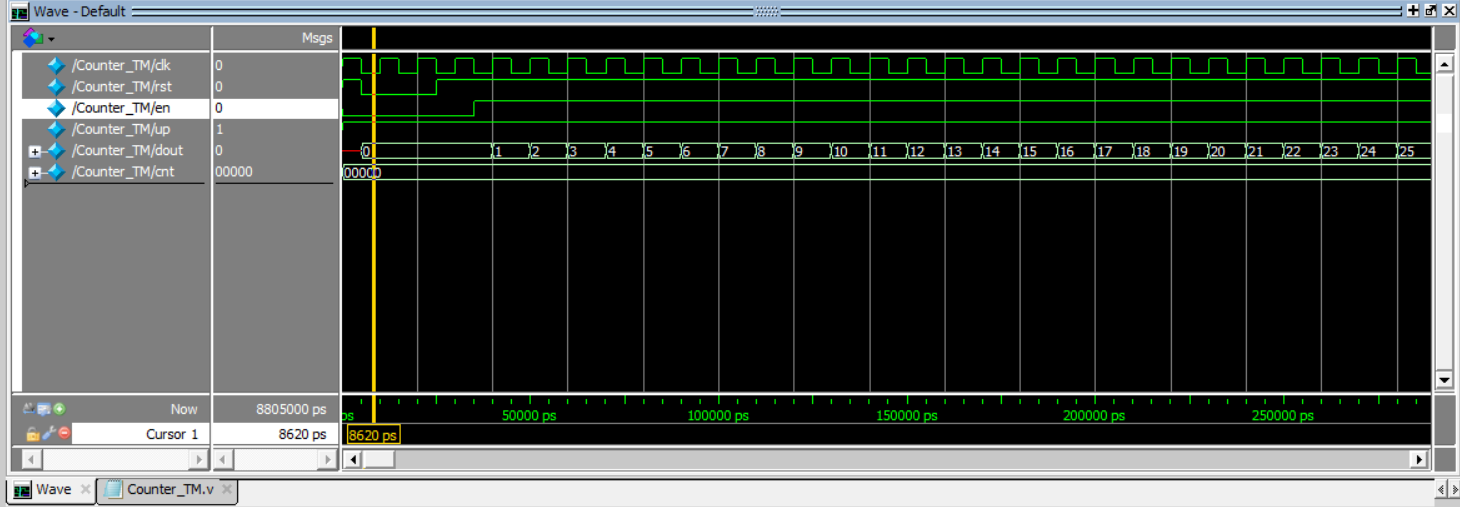 Wave - Default
Msgs
/Counter_TM/clk 0
/Counter_TM/rst 0
/Counter_TM/en 0
/Counter_TM/up 1
/Counter_TM/dout 0 0 1 2 3 4 5 6 7 8 9 10 11 12 13 14 15 16 17 18 19 20 21 22 23 24 25
/Counter_TM/cnt 00000 00000
Now 8805000 ps ps 50000 ps 100000 ps 150000 ps 200000 ps 250000 ps
Cursor 1 8620 ps 8620 ps
Wave Counter_TM.v